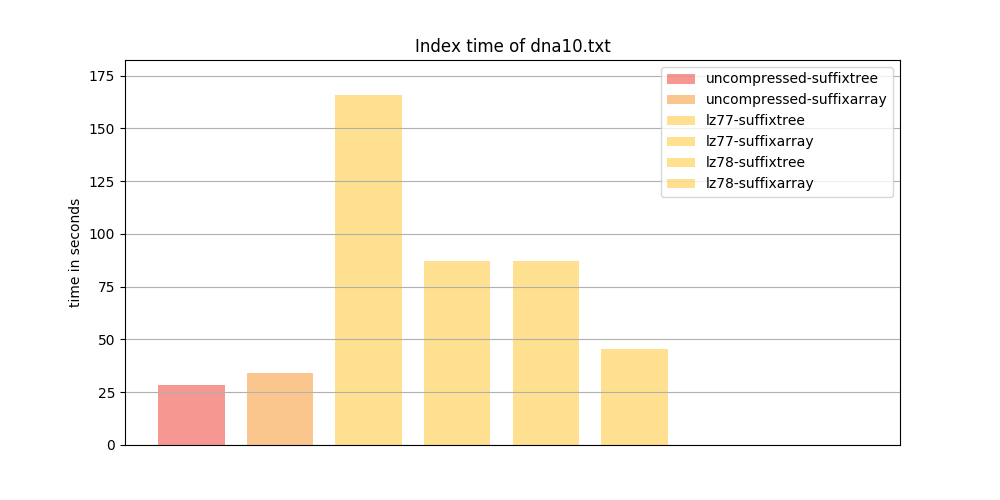 Index time of dna10.txt
time in seconds
175
150
125
100
75
50
25
0
uncompressed-suffixtree
uncompressed-suffixarray
lz77-suffixtree
lz77-suffixarray
lz78-suffixtree
lz78-suffixarray